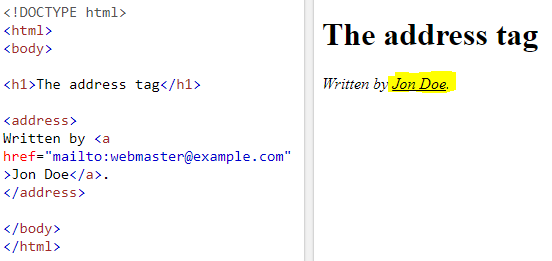 <!DOCTYPE html>
<html>
<body>
<h1>The address tag</h1>
<address>
Written by <a
href="mailto:webmaster@example.com"
>Jon Doe</a>.
</address>
</body>
</html>
The address tag
Written by Jon Doe.